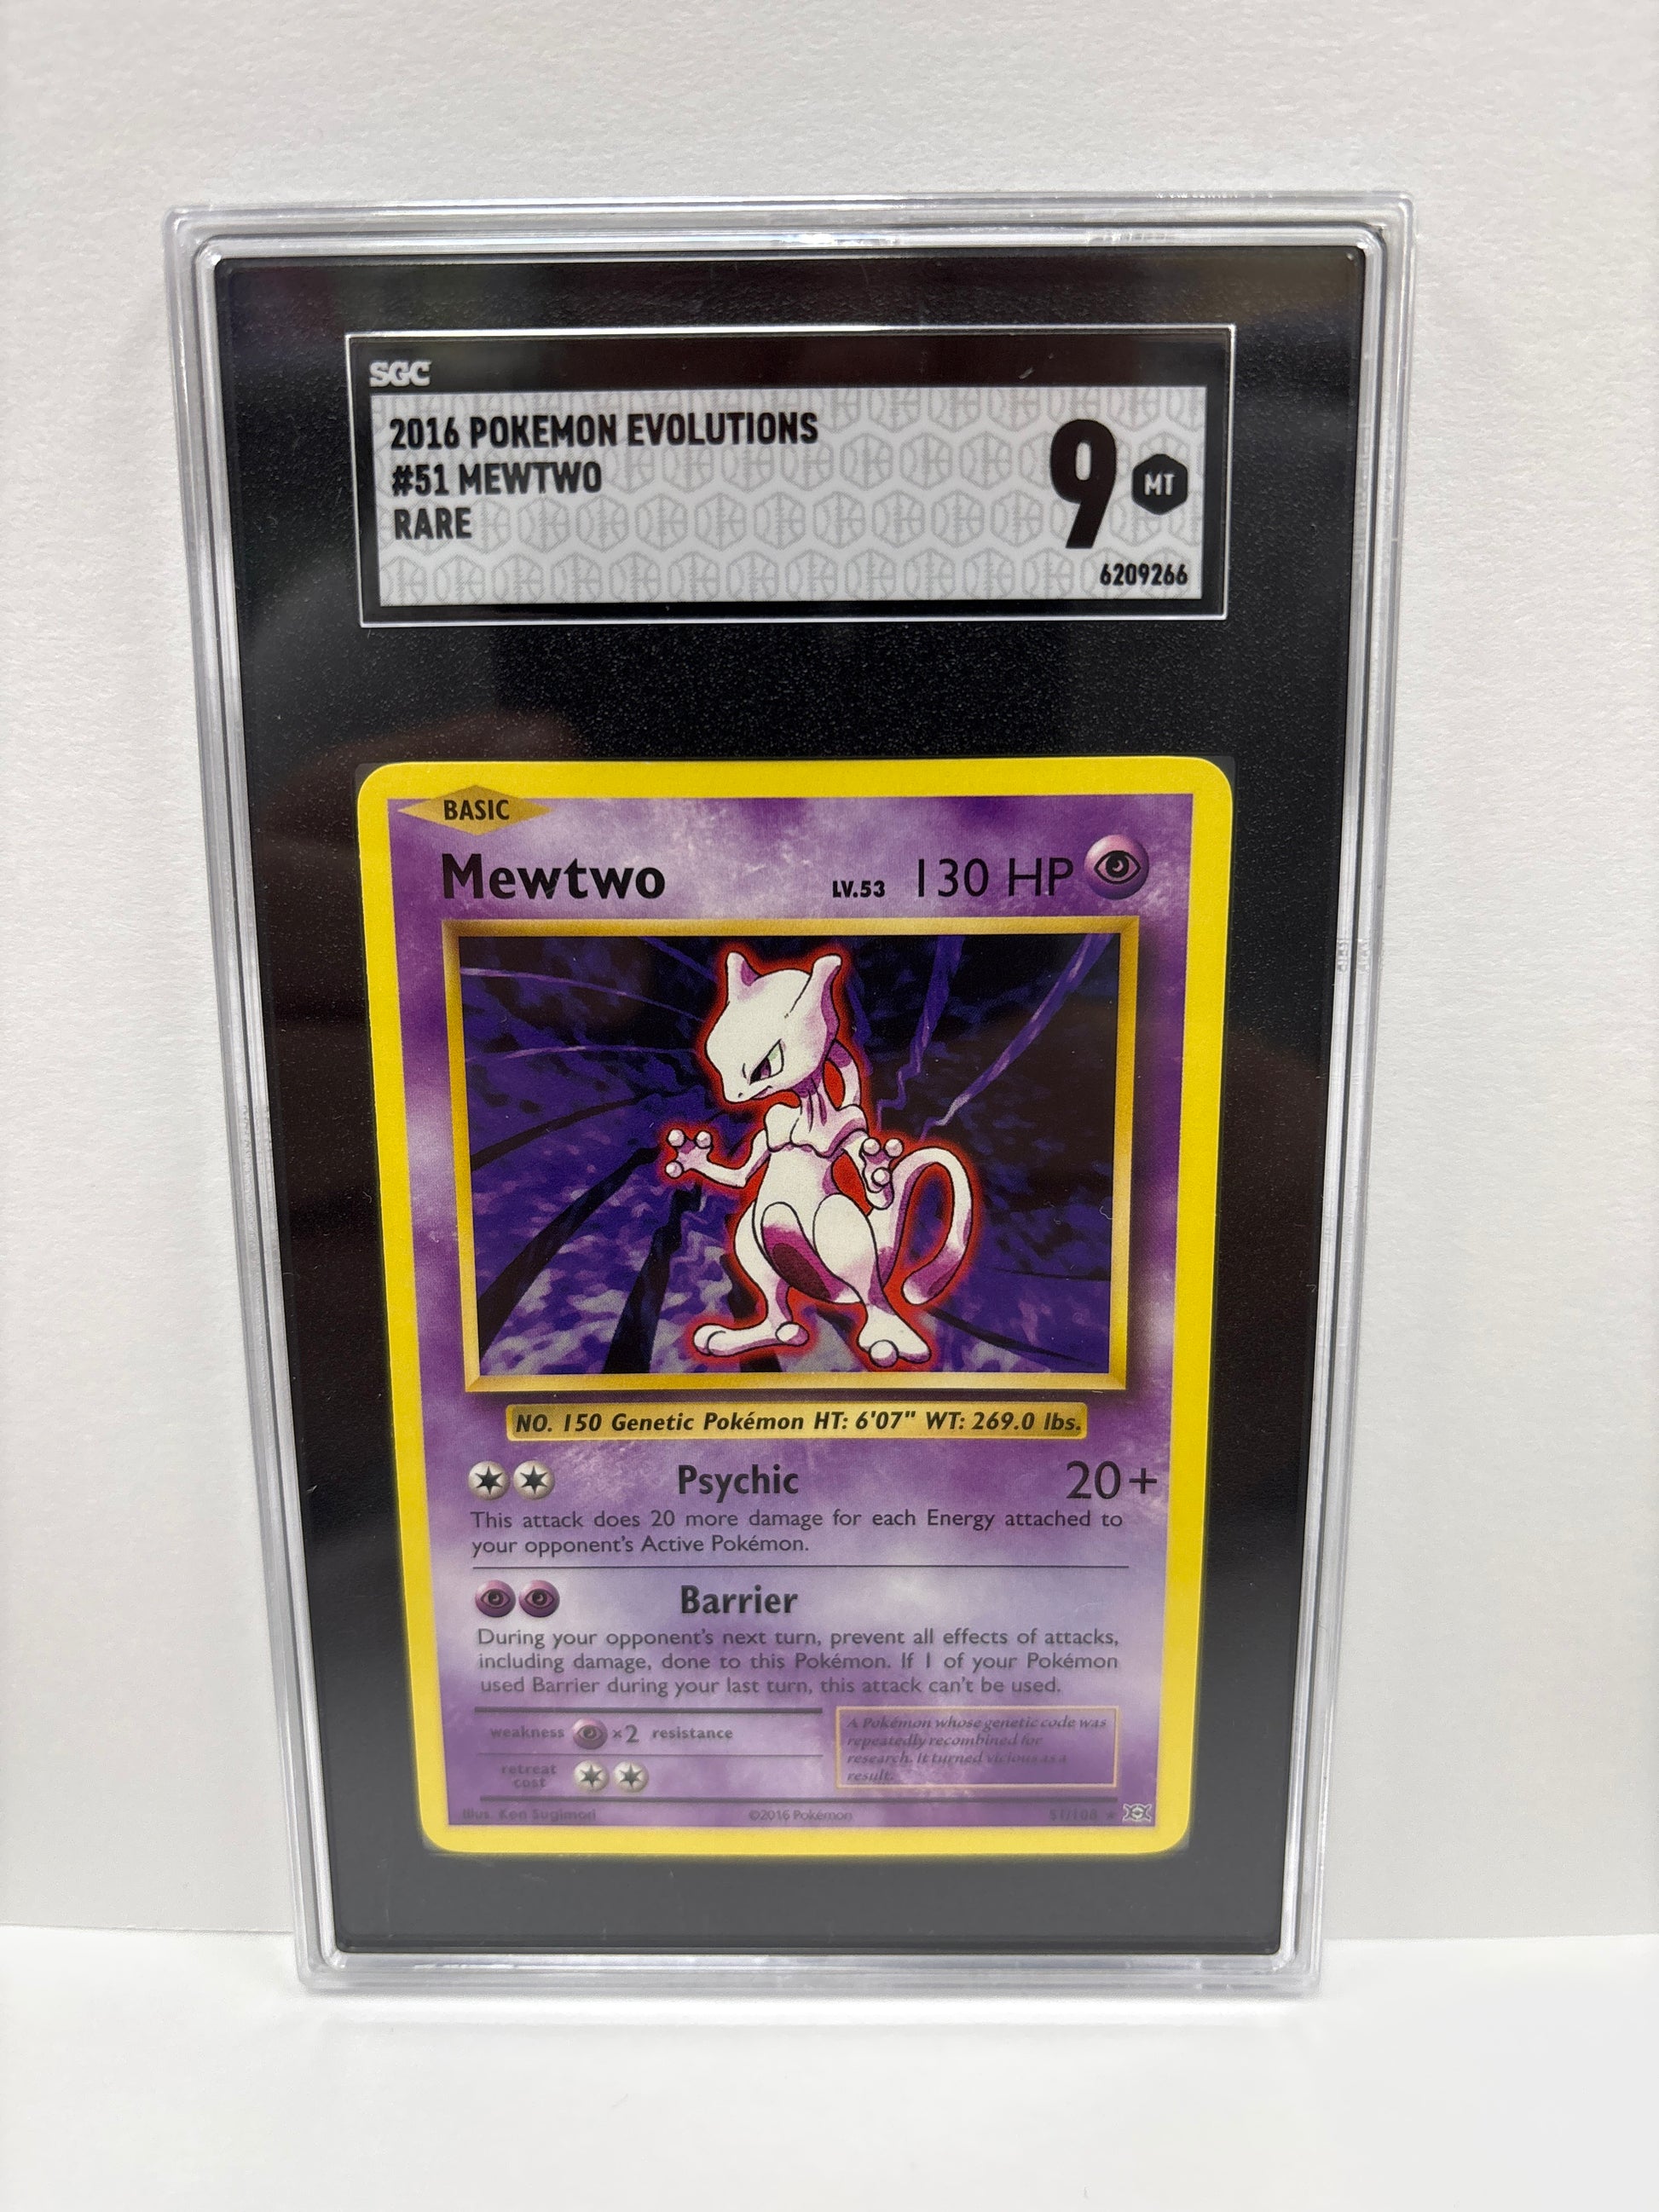 SGC
2016 POKEMON EVOLUTIONS
#51 MEWTWO
RARE
9 MT
6209266
BASIC
Mewtwo LV.53 130 HP
NO. 150 Genetic Pokémon HT: 6'07" WT: 269.0 lbs.
Psychic 20+
This attack does 20 more damage for each Energy attached to
your opponent's Active Pokémon.
Barrier
During your opponent's next turn, prevent all effects of attacks,
including damage, done to this Pokémon. If 1 of your Pokémon
used Barrier during your last turn, this attack can't be used.
weakness ×2 resistance
retreat
cost
A Pokémon whose genetic code was
repeatedly recombined for
research. It turned vicious as a
result.
Illus. Ken Sugimori ©2016 Pokémon 51/108 ★